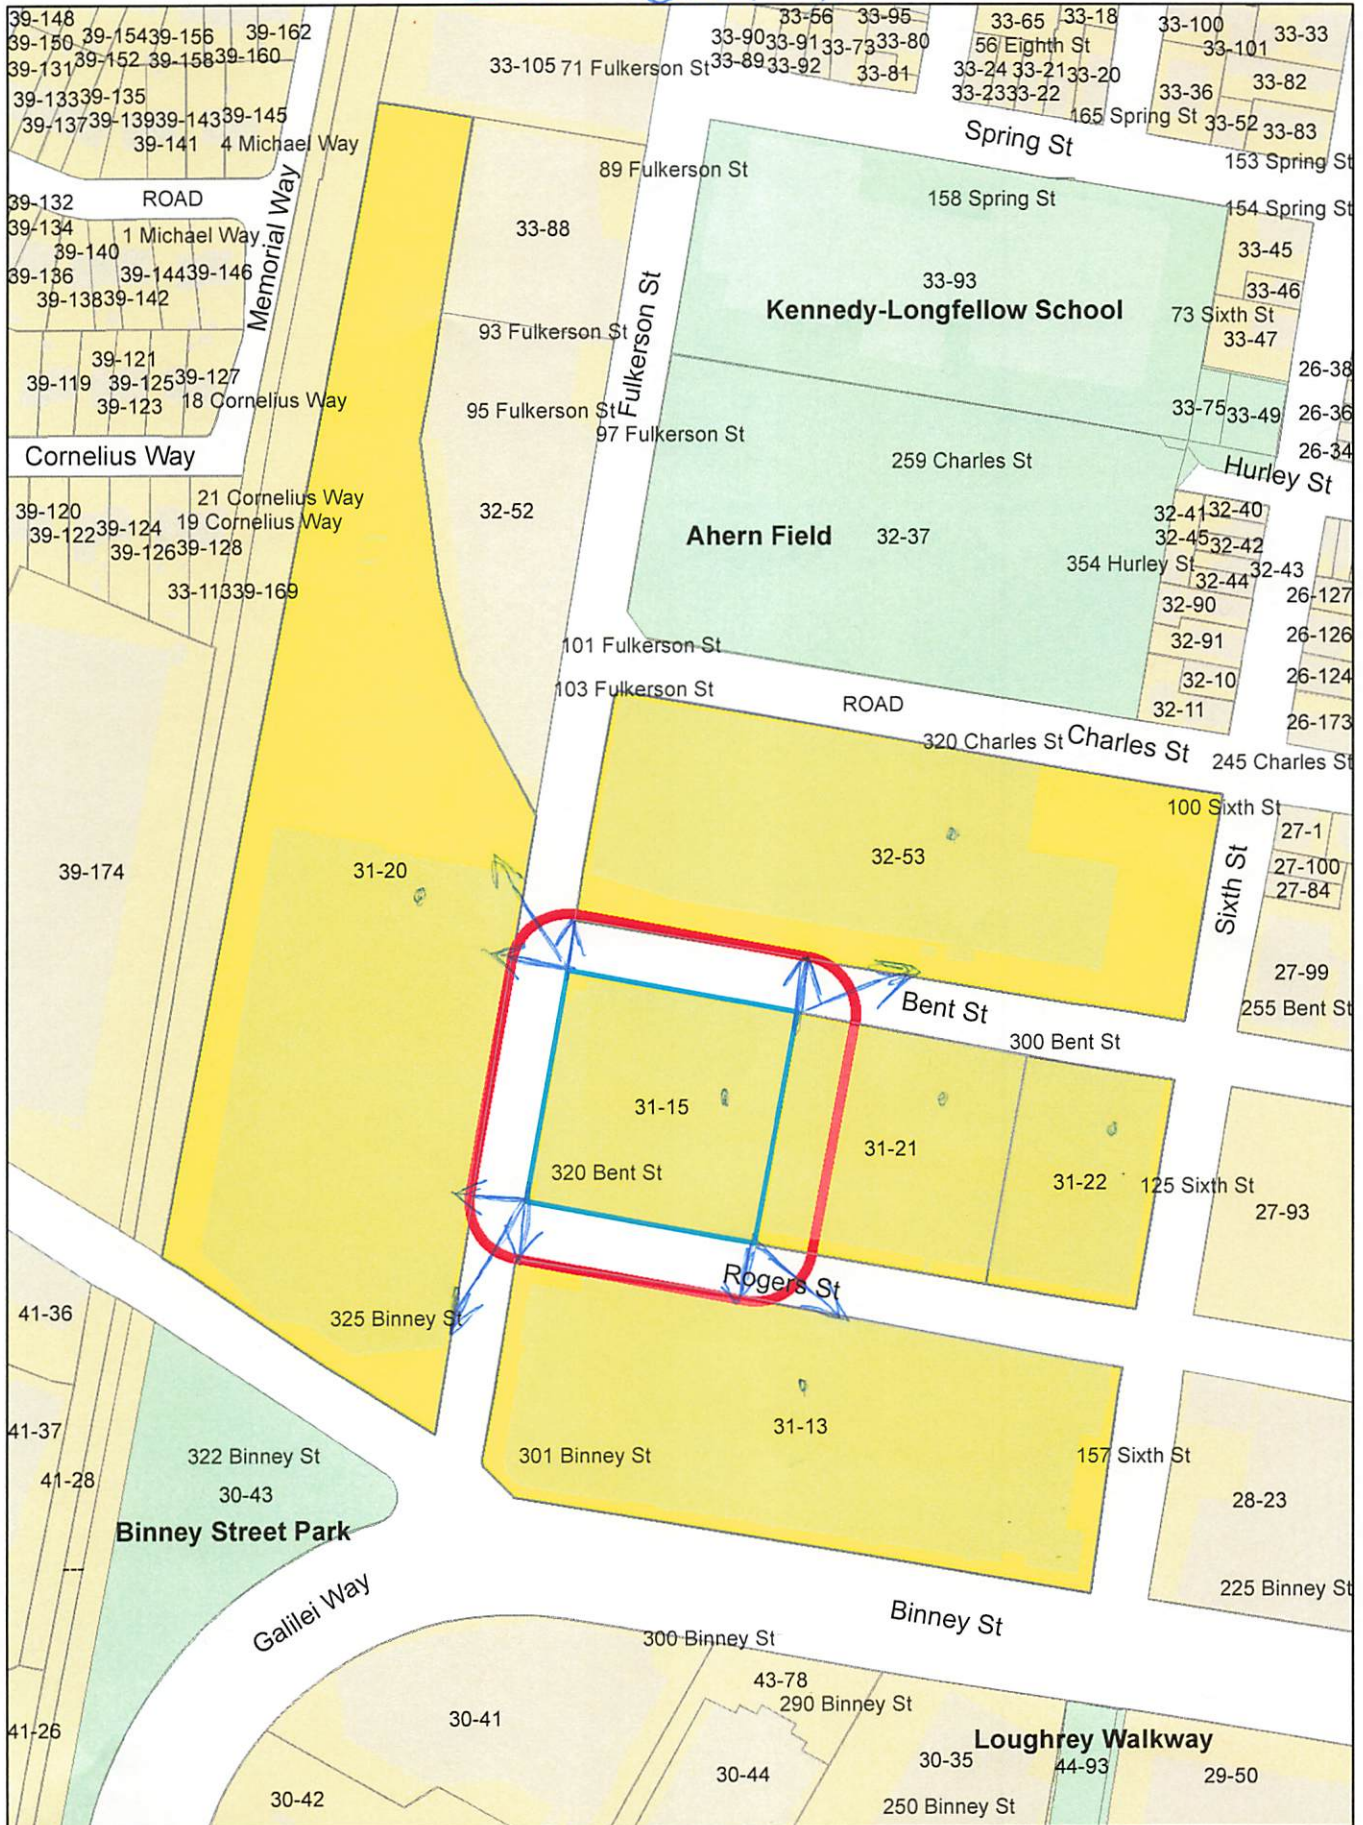 39-148
39-150 39-154 39-156 39-162
39-131 39-152 39-158 39-160
39-133 39-135
39-137 39-139 39-143 39-145
39-141 4 Michael Way
33-105 71 Fulkerson St
33-56 33-95
33-90 33-91 33-73 33-80
33-89 33-92 33-81
33-65 33-18
56 Eighth St
33-24 33-21 33-20
33-23 33-22
165 Spring St
33-100 33-33
33-101
33-82
33-36
33-52 33-83
Spring St
153 Spring St
39-132 ROAD
39-134 1 Michael Way
39-140
39-136 39-144 39-146
39-138 39-142
Memorial Way
33-88
89 Fulkerson St
158 Spring St
154 Spring St
33-45
33-93
Kennedy-Longfellow School
33-46
73 Sixth St
33-47
93 Fulkerson St
Fulkerson St
39-121
39-119 39-125 39-127
39-123 18 Cornelius Way
95 Fulkerson St
97 Fulkerson St
26-38
33-75 33-49 26-36
26-34
Cornelius Way
259 Charles St
Hurley St
21 Cornelius Way
39-120 19 Cornelius Way
39-122 39-124
39-126 39-128
33-113 39-169
32-52
Ahern Field 32-37
32-41 32-40
32-45 32-42
354 Hurley St 32-43
32-44
32-90
26-127
32-91 26-126
32-10 26-124
32-11 26-173
101 Fulkerson St
103 Fulkerson St
ROAD
320 Charles St Charles St
245 Charles St
100 Sixth St
27-1
27-100
27-84
39-174 31-20 32-53
Sixth St
27-99
255 Bent St
Bent St
300 Bent St
31-15
31-21
320 Bent St
31-22 125 Sixth St
27-93
Rogers St
41-36 325 Binney St
31-13
41-37
322 Binney St 301 Binney St 157 Sixth St
41-28
30-43
28-23
Binney Street Park
---
Galilei Way
225 Binney St
Binney St
300 Binney St
43-78
290 Binney St
41-26 30-41
Loughrey Walkway
30-44 30-35 44-93 29-50
30-42
250 Binney St